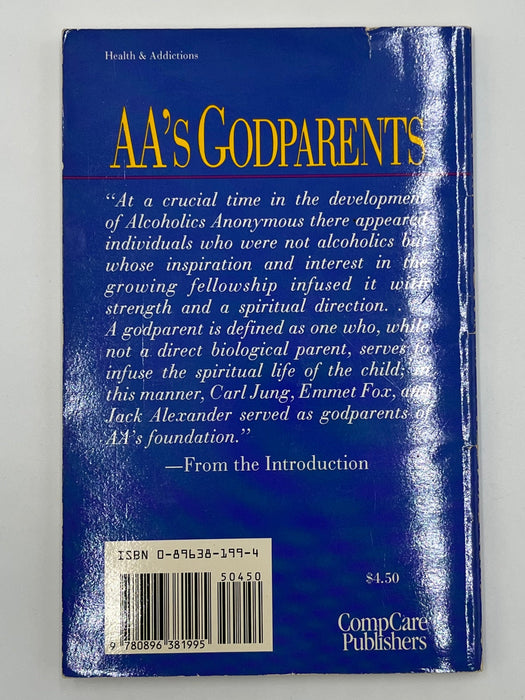 Health & Addictions
AA's GODPARENTS
“At a crucial time in the development
of Alcoholics Anonymous there appeared
individuals who were not alcoholics but
whose inspiration and interest in the
growing fellowship infused it with
strength and a spiritual direction. . .
A godparent is defined as one who, while
not a direct biological parent, serves to
infuse the spiritual life of the child; in
this manner, Carl Jung, Emmet Fox, and
Jack Alexander served as godparents of
AA's foundation.”
—From the Introduction
ISBN 0-89638-199-4
50450
9 780896 381995
$4.50
CompCare
Publishers